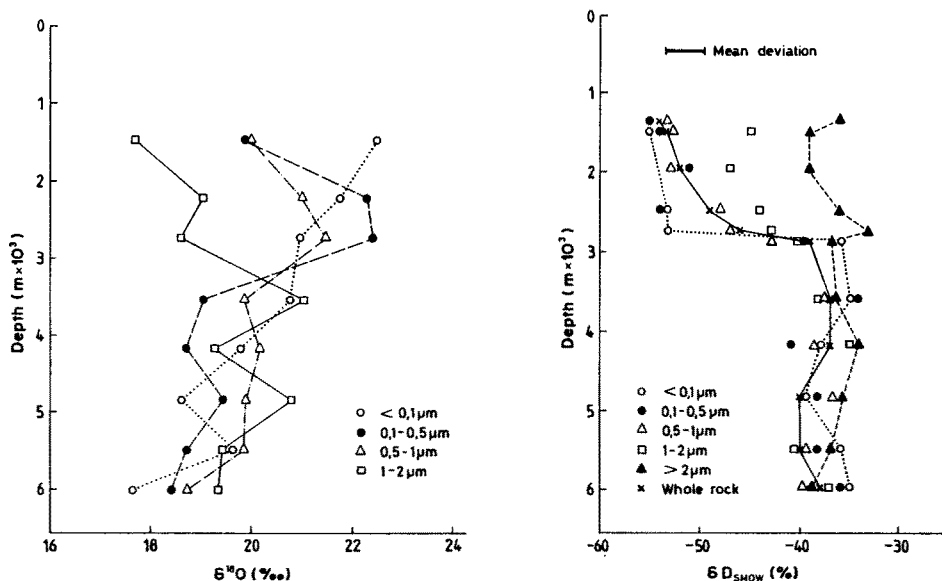 0
1
2
3
4
5
6
Depth (m×10³)
16
18
20
22
24
δ¹⁸O (‰)
< 0,1µm
0,1-0,5µm
0,5-1µm
1-2µm
Mean deviation
0
1
2
3
4
5
6
Depth (m×10³)
-60
-50
-40
-30
δ D SMOW (‰)
< 0,1µm
0,1-0,5µm
0,5-1µm
1-2µm
> 2µm
Whole rock